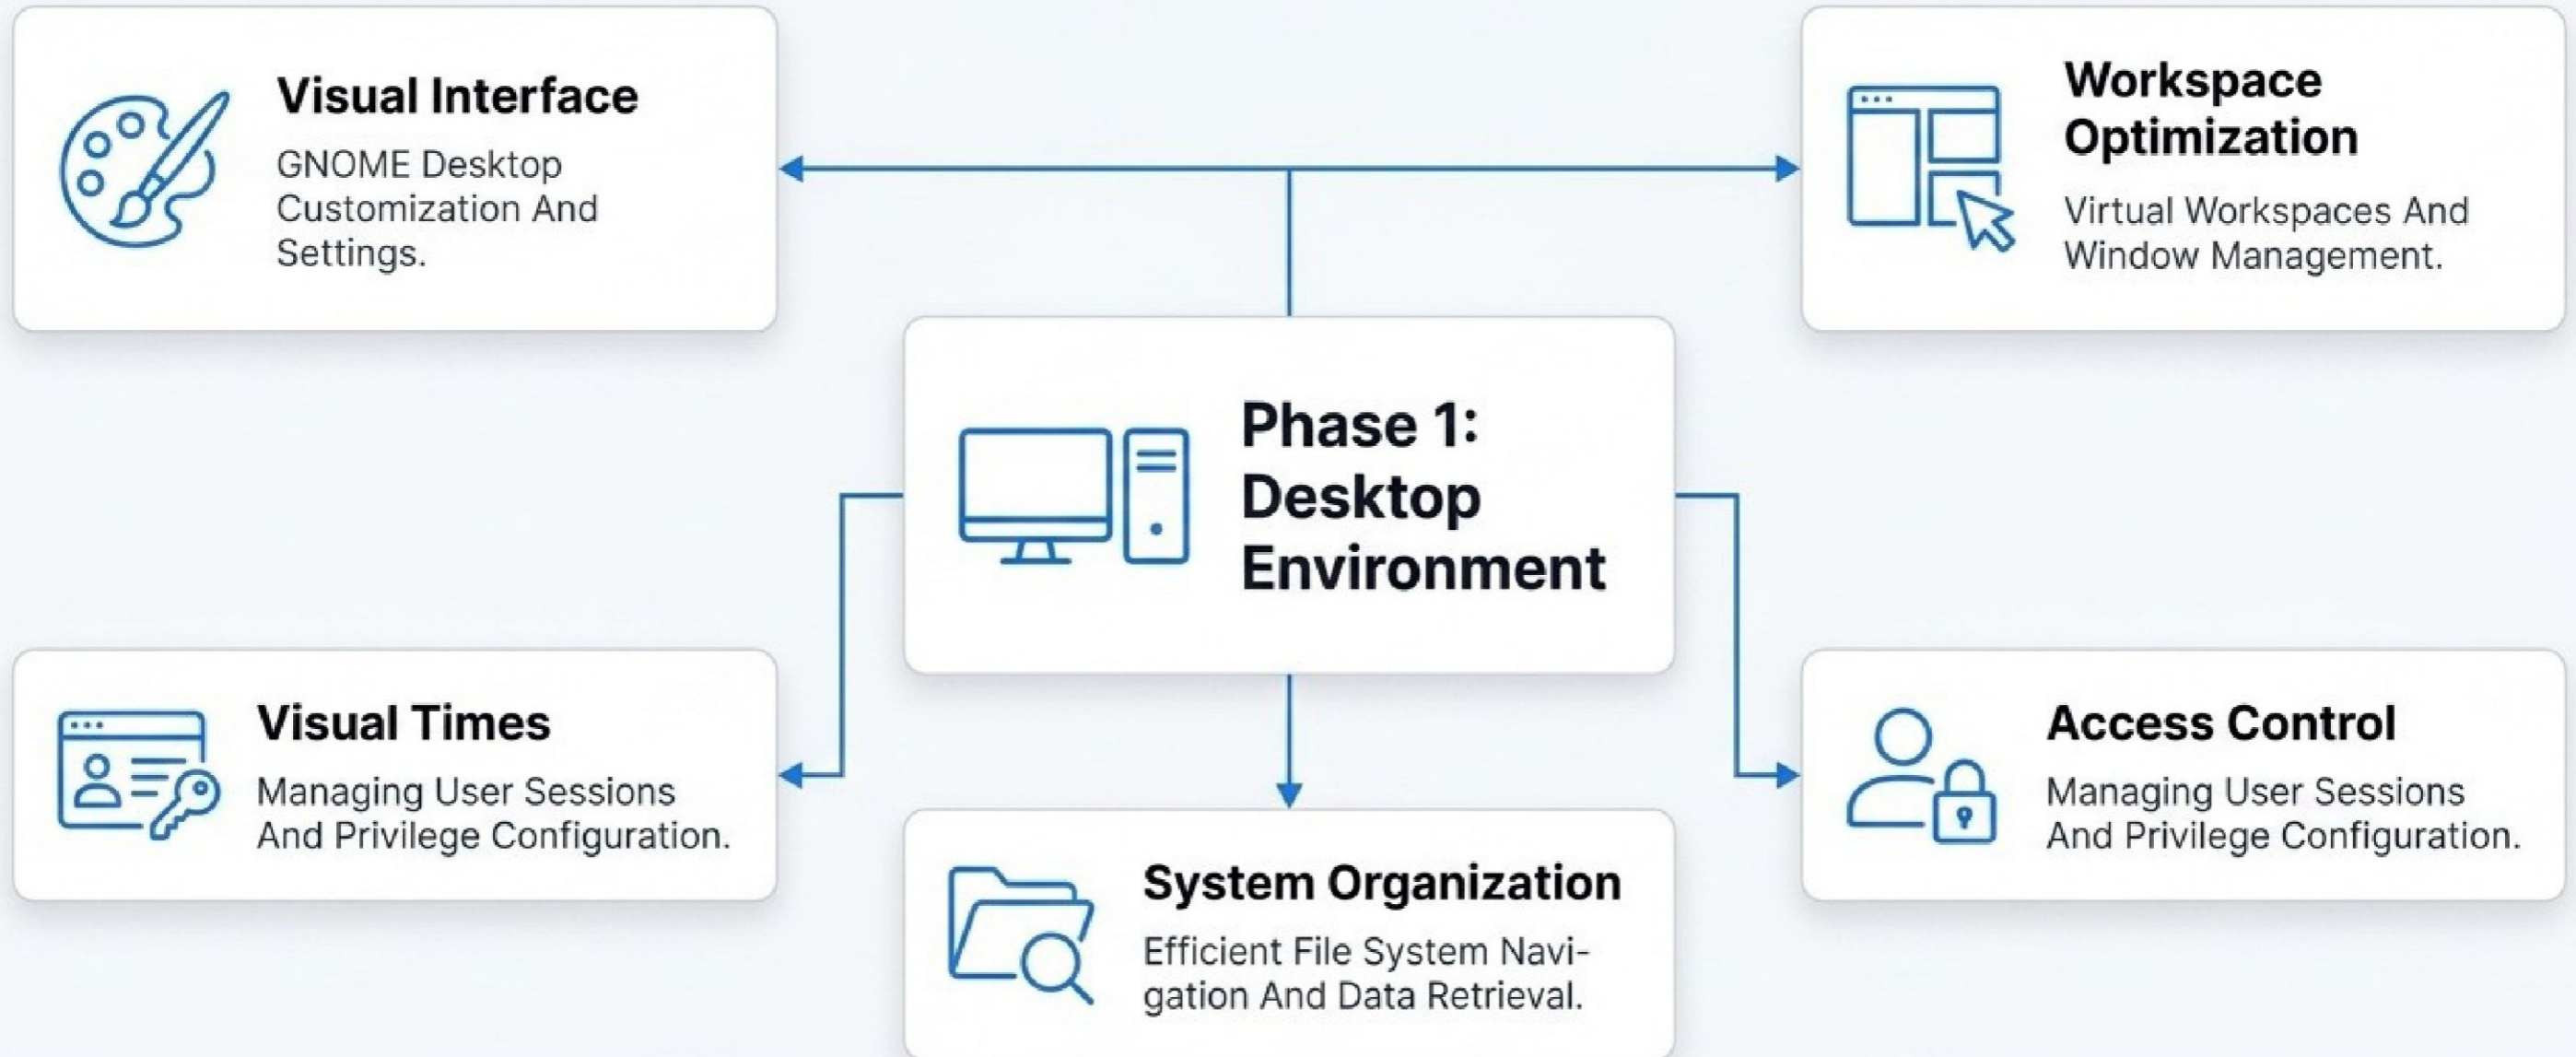 Visual Interface
GNOME Desktop
Customization And
Settings.
Workspace
Optimization
Virtual Workspaces And
Window Management.
Phase 1:
Desktop
Environment
Visual Times
Managing User Sessions
And Privilege Configuration.
Access Control
Managing User Sessions
And Privilege Configuration.
System Organization
Efficient File System Navi-
gation And Data Retrieval.